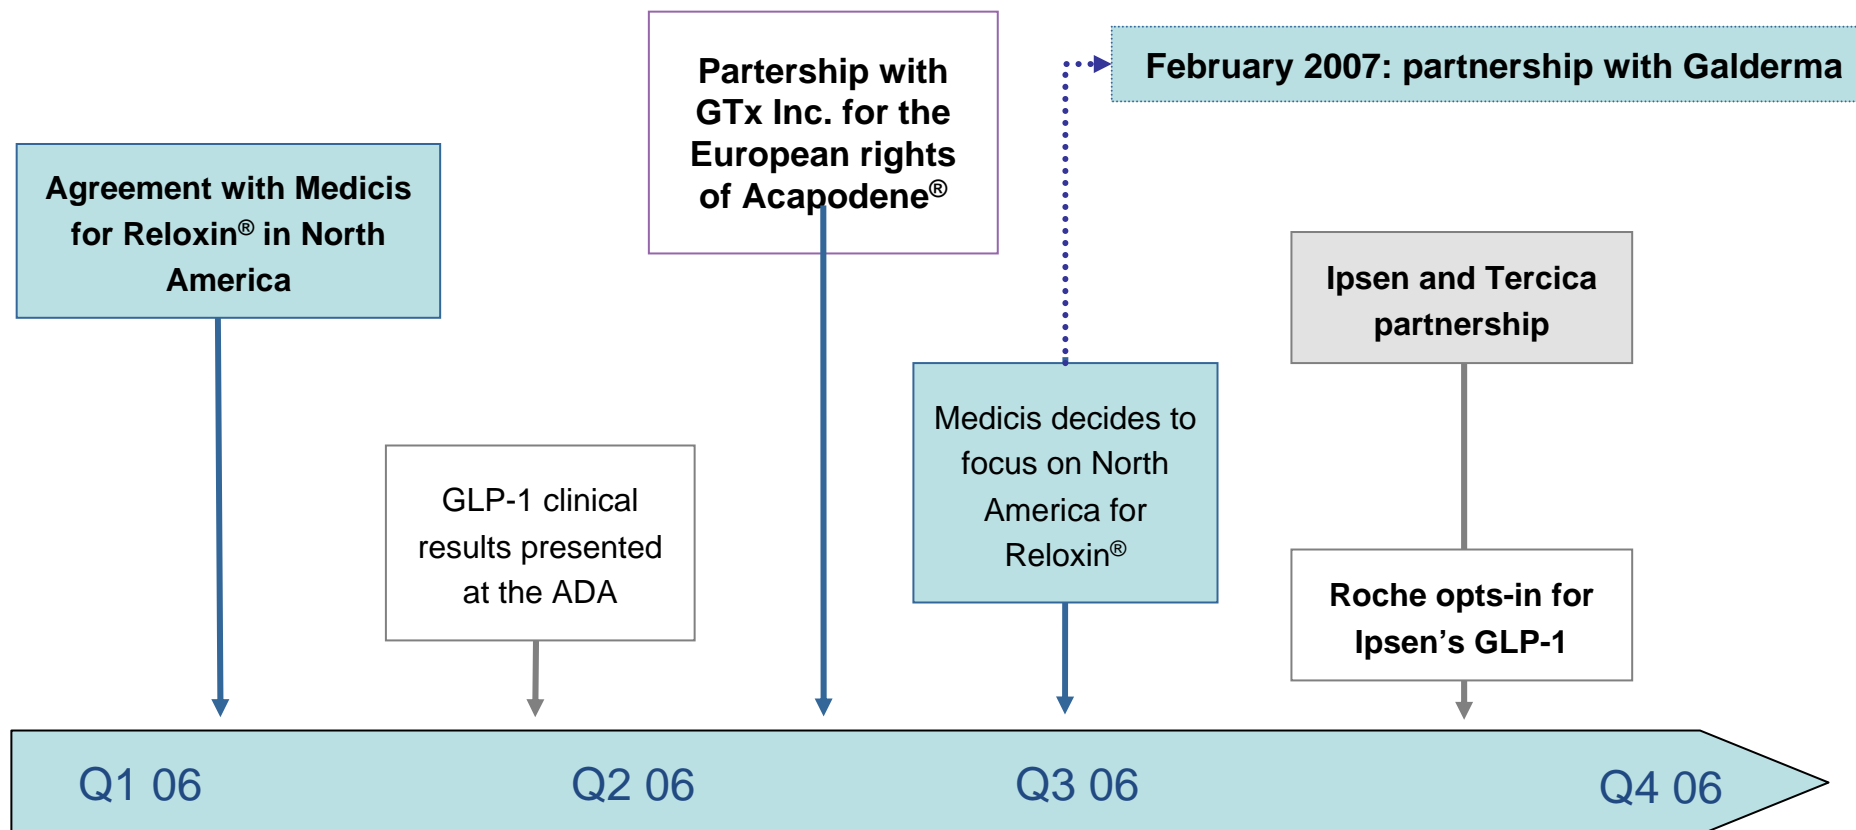 Agreement with Medicis
for Reloxin® in North
America
GLP-1 clinical
results presented
at the ADA
Partership with
GTx Inc. for the
European rights
of Acapodene®
February 2007: partnership with Galderma
Medicis decides to
focus on North
America for
Reloxin®
Ipsen and Tercica
partnership
Roche opts-in for
Ipsen’s GLP-1
Q1 06
Q2 06
Q3 06
Q4 06